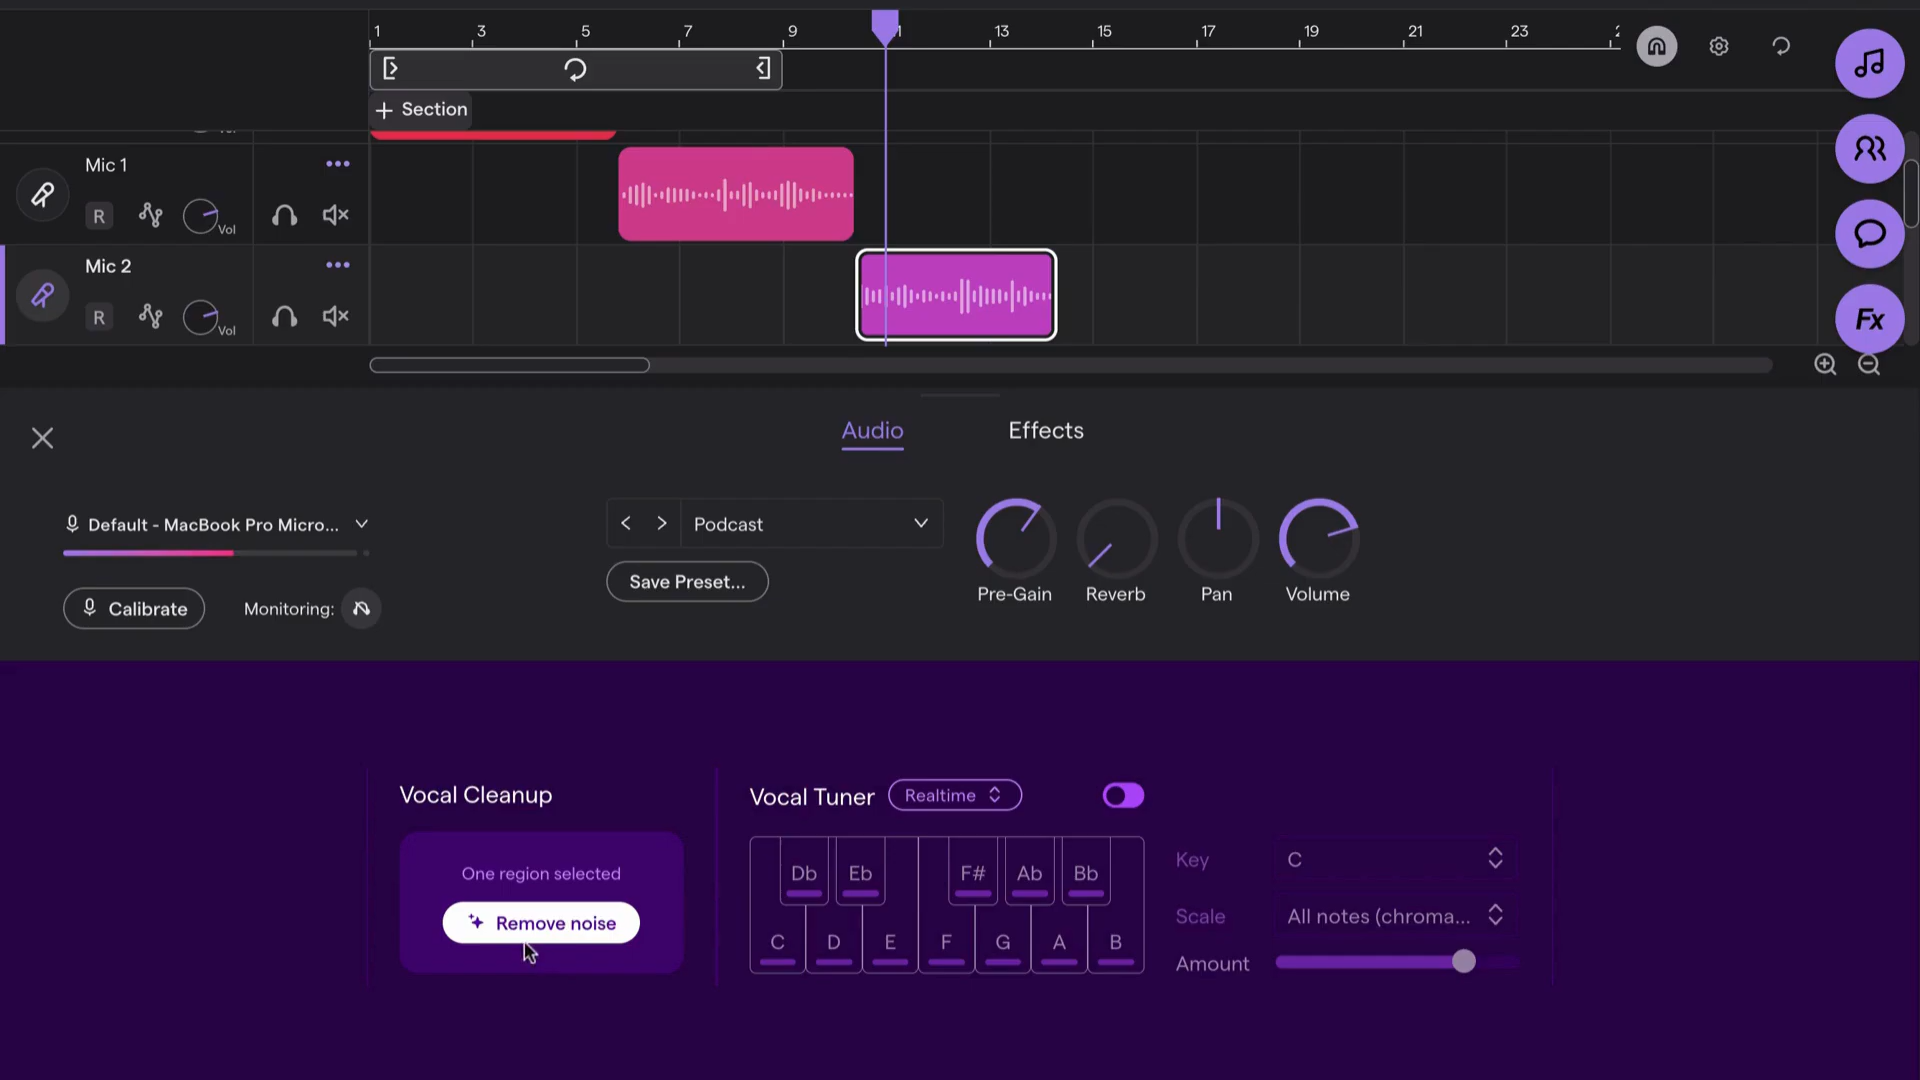 1 3 5 7 9 13 15 17 19 21 23
+ Section
Mic 1
R Vol
Mic 2
R Vol
Fx
Audio Effects
Default - MacBook Pro Micro...
Podcast
Save Preset...
Pre-Gain Reverb Pan Volume
Calibrate Monitoring:
Vocal Cleanup
One region selected
Remove noise
Vocal Tuner Realtime
Db Eb F# Ab Bb
C D E F G A B
Key C
Scale All notes (chroma...
Amount